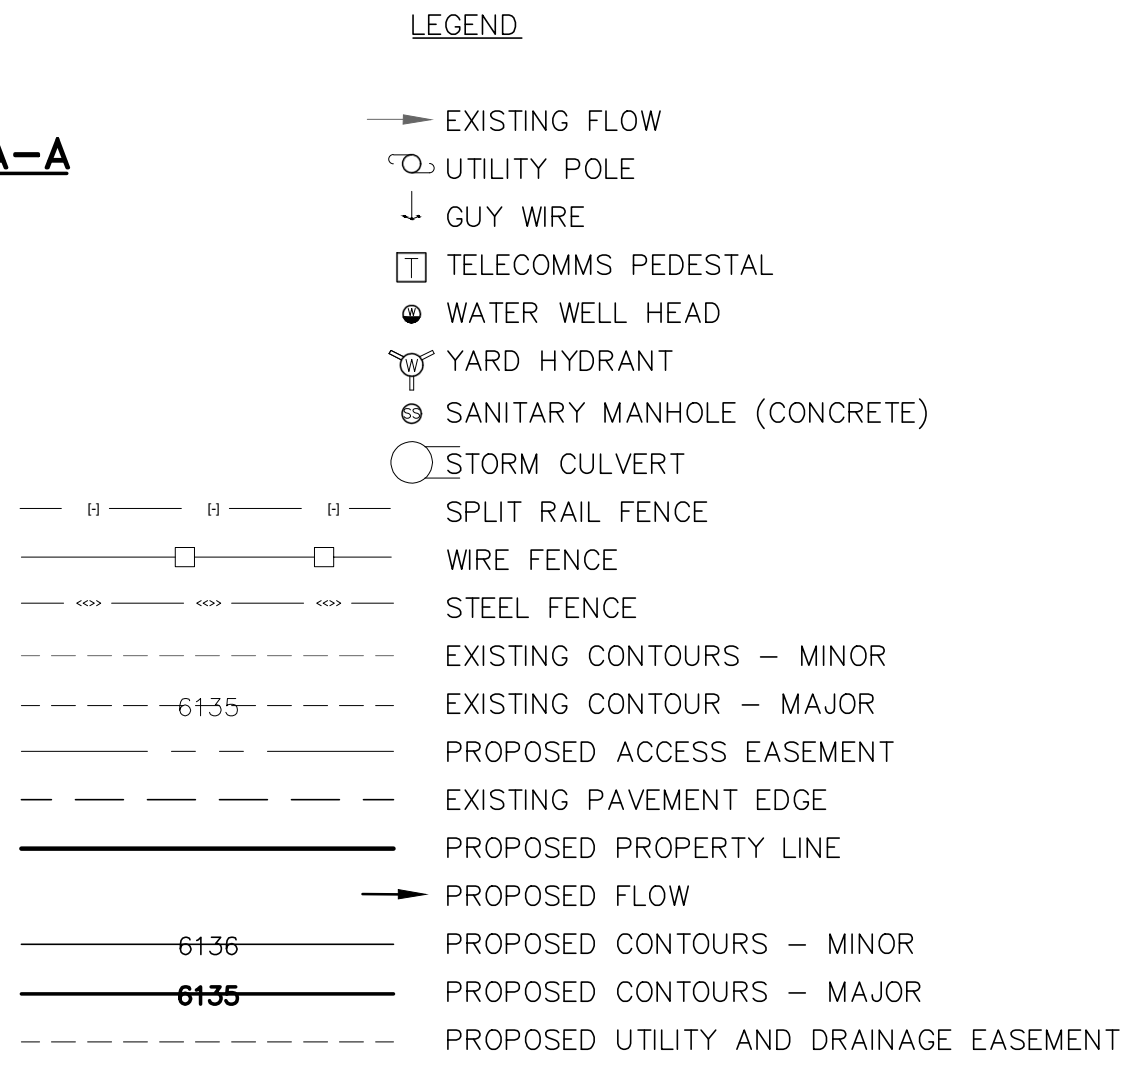 LEGEND
EXISTING FLOW
A-A
UTILITY POLE
GUY WIRE
T TELECOMMS PEDESTAL
W WATER WELL HEAD
W YARD HYDRANT
SS SANITARY MANHOLE (CONCRETE)
STORM CULVERT
[-] [-] [-] SPLIT RAIL FENCE
WIRE FENCE
<<>> <<>> <<>> STEEL FENCE
EXISTING CONTOURS – MINOR
6135 EXISTING CONTOUR – MAJOR
PROPOSED ACCESS EASEMENT
EXISTING PAVEMENT EDGE
PROPOSED PROPERTY LINE
PROPOSED FLOW
6136 PROPOSED CONTOURS – MINOR
6135 PROPOSED CONTOURS – MAJOR
PROPOSED UTILITY AND DRAINAGE EASEMENT